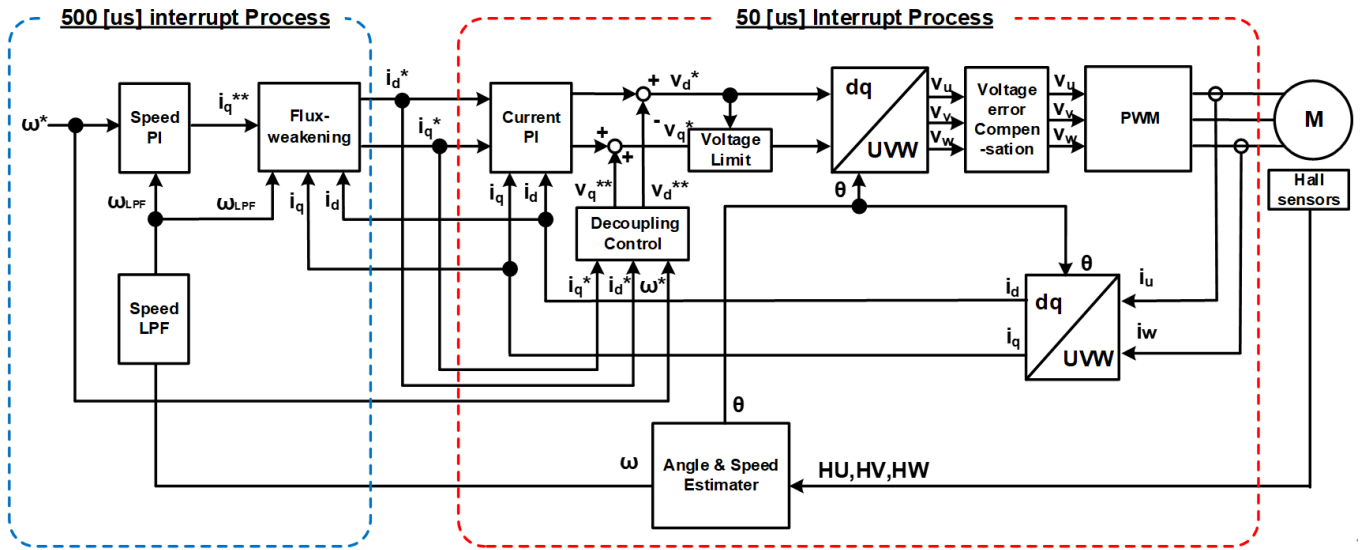 500 [us] interrupt Process
50 [us] Interrupt Process
ω*
Speed
PI
iq**
Flux-
weakening
id*
iq*
Current
PI
+
vd*
-
+
+
vq*
Voltage
Limit
dq
UVW
Vu
Vv
Vw
Voltage
error
Compen
-sation
Vu
Vv
Vw
PWM
M
Hall
sensors
ωLPF
ωLPF
iq
id
iq
id
vq**
vd**
Decoupling
Control
iq*
id*
ω*
θ
θ
Speed
LPF
id
iq
dq
UVW
iu
iw
θ
ω
Angle & Speed
Estimater
HU,HV,HW